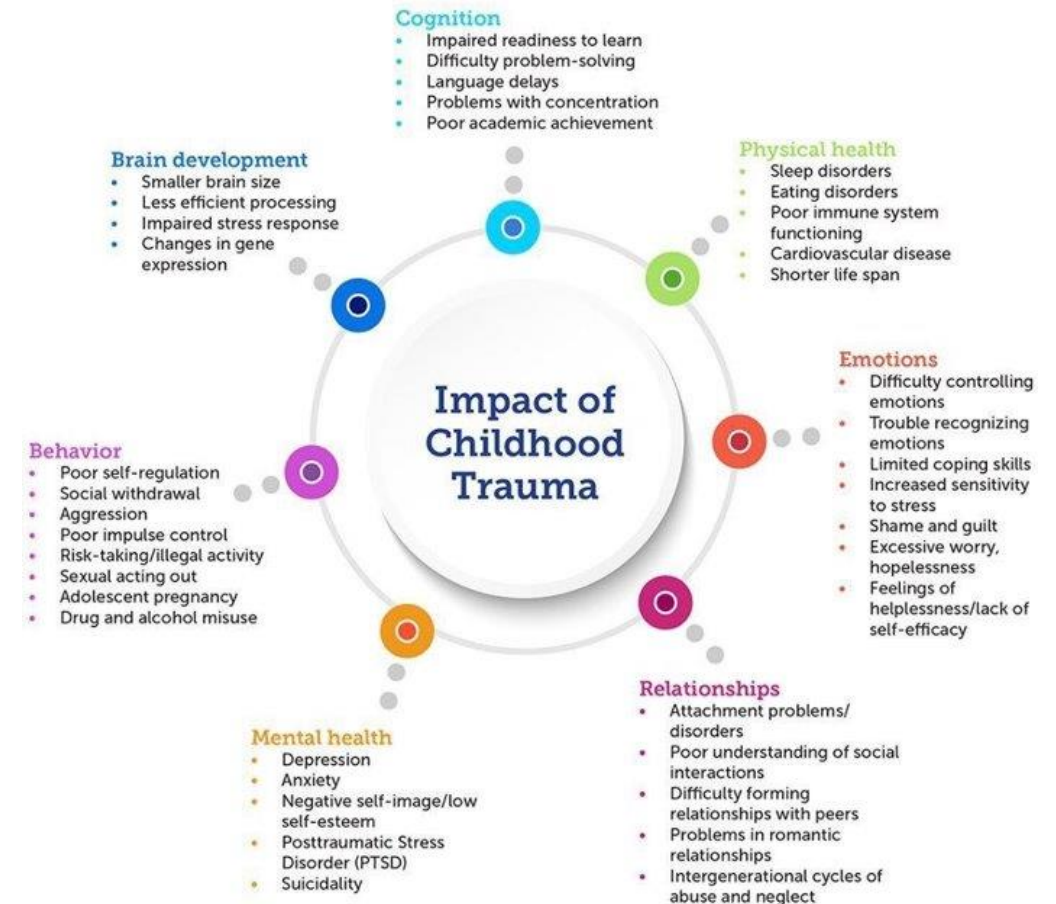 Cognition
• Impaired readiness to learn
• Difficulty problem-solving
• Language delays
• Problems with concentration
• Poor academic achievement
Physical health
• Sleep disorders
• Eating disorders
• Poor immune system
functioning
• Cardiovascular disease
• Shorter life span
Emotions
• Difficulty controlling
emotions
• Trouble recognizing
emotions
• Limited coping skills
• Increased sensitivity
to stress
• Shame and guilt
• Excessive worry,
hopelessness
• Feelings of
helplessness/lack of
self-efficacy
Relationships
• Attachment problems/
disorders
• Poor understanding of social
interactions
• Difficulty forming
relationships with peers
• Problems in romantic
relationships
• Intergenerational cycles of
abuse and neglect
Mental health
• Depression
• Anxiety
• Negative self-image/low
self-esteem
• Posttraumatic Stress
Disorder (PTSD)
• Suicidality
Behavior
• Poor self-regulation
• Social withdrawal
• Aggression
• Poor impulse control
• Risk-taking/illegal activity
• Sexual acting out
• Adolescent pregnancy
• Drug and alcohol misuse
Brain development
• Smaller brain size
• Less efficient processing
• Impaired stress response
• Changes in gene
expression
Impact of
Childhood
Trauma